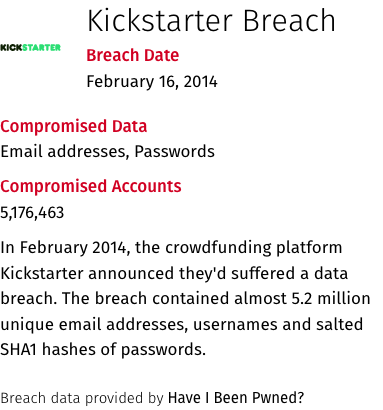 Kickstarter Breach
KICKSTARTER
Breach Date
February 16, 2014
Compromised Data
Email addresses, Passwords
Compromised Accounts
5,176,463
In February 2014, the crowdfunding platform
Kickstarter announced they'd suffered a data
breach. The breach contained almost 5.2 million
unique email addresses, usernames and salted
SHA1 hashes of passwords.
Breach data provided by Have I Been Pwned?